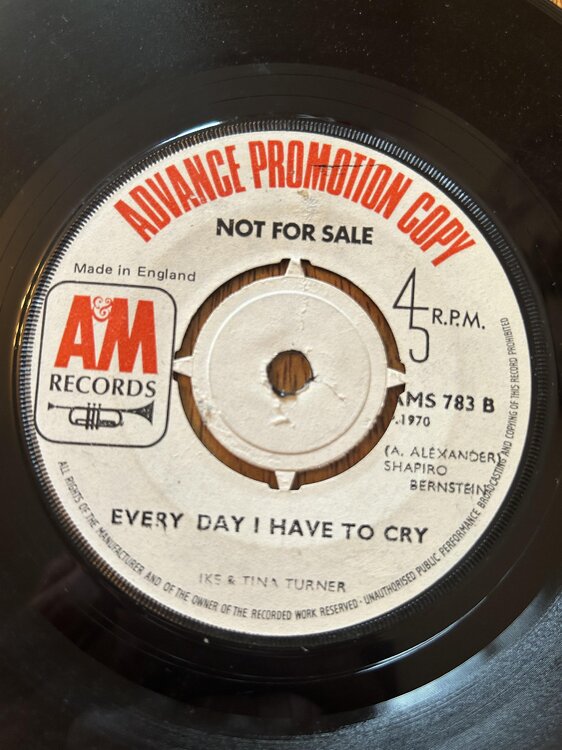 ADVANCE PROMOTION COPY
NOT FOR SALE
Made in England
A&M
RECORDS
45 R.P.M.
AMS 783 B
P.1970
(A. ALEXANDER)
SHAPIRO
BERNSTEIN
EVERY DAY I HAVE TO CRY
IKE & TINA TURNER
ALL RIGHTS OF THE MANUFACTURER AND OF THE OWNER OF THE RECORDED WORK RESERVED · UNAUTHORISED PUBLIC PERFORMANCE BROADCASTING AND COPYING OF THIS RECORD PROHIBITED